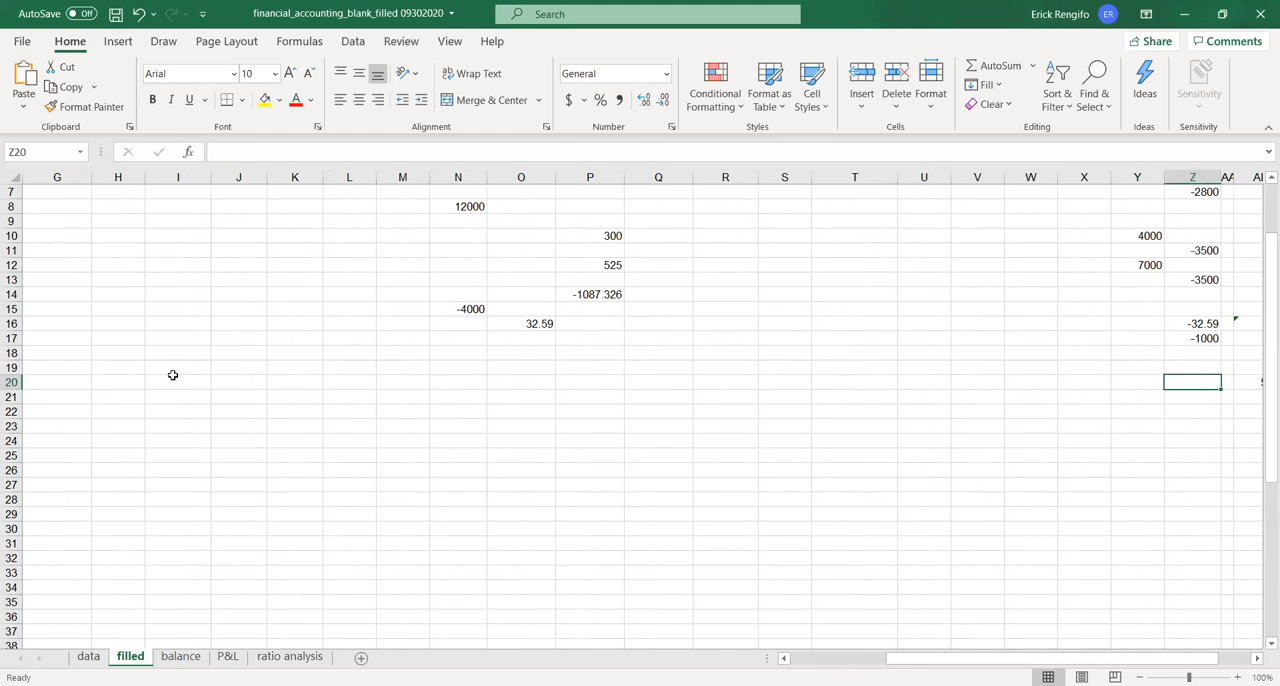 AutoSave Off financial_accounting_blank_filled 09302020 Search Erick Rengifo ER
File Home Insert Draw Page Layout Formulas Data Review View Help Share Comments
Paste Cut Copy Format Painter Clipboard
Arial 10 B I U Font
Wrap Text Merge & Center Alignment
General $ % Number
Conditional Formatting Format as Table Cell Styles Styles
Insert Delete Format Cells
AutoSum Fill Clear Sort & Filter Find & Select Editing
Ideas Ideas
Sensitivity Sensitivity
Z20 fx
G H I J K L M N O P Q R S T U V W X Y Z AA
7 -2800
8 12000
9
10 300 4000
11 -3500
12 525 7000
13 -3500
14 -1087.326
15 -4000
16 32.59 -32.59
17 -1000
18
19
20
21
22
23
24
25
26
27
28
29
30
31
32
33
34
35
36
37
38
data filled balance P&L ratio analysis
Ready 100%